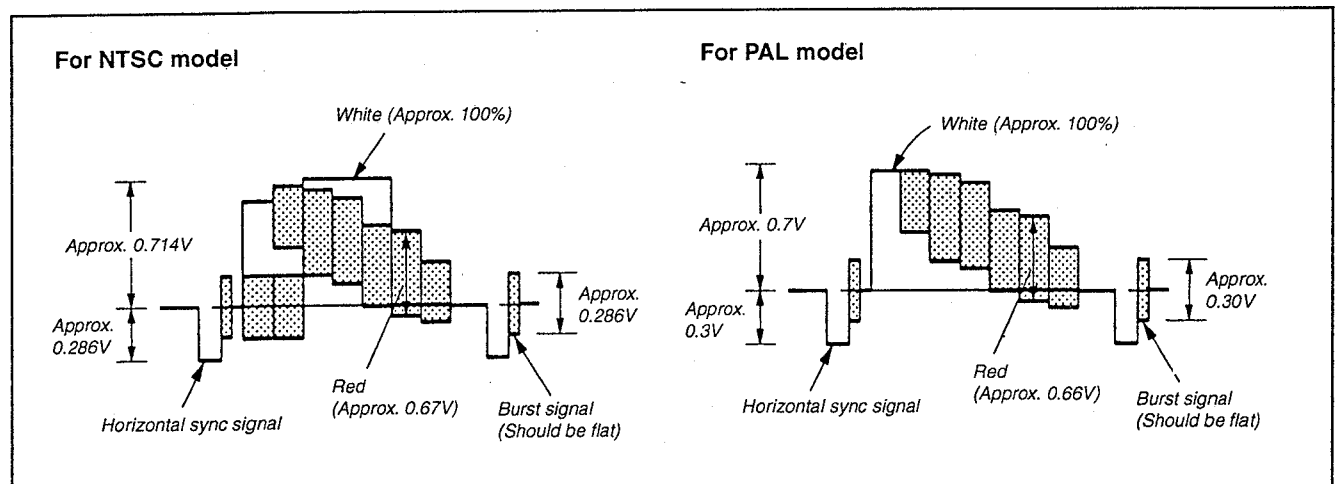 For NTSC model
White (Approx. 100%)
Approx. 0.714V
Approx.
0.286V
Horizontal sync signal
Red
(Approx. 0.67V)
Burst signal
(Should be flat)
Approx.
0.286V
For PAL model
White (Approx. 100%)
Approx. 0.7V
Approx.
0.3V
Horizontal sync signal
Red
(Approx. 0.66V)
Burst signal
(Should be flat)
Approx.
0.30V